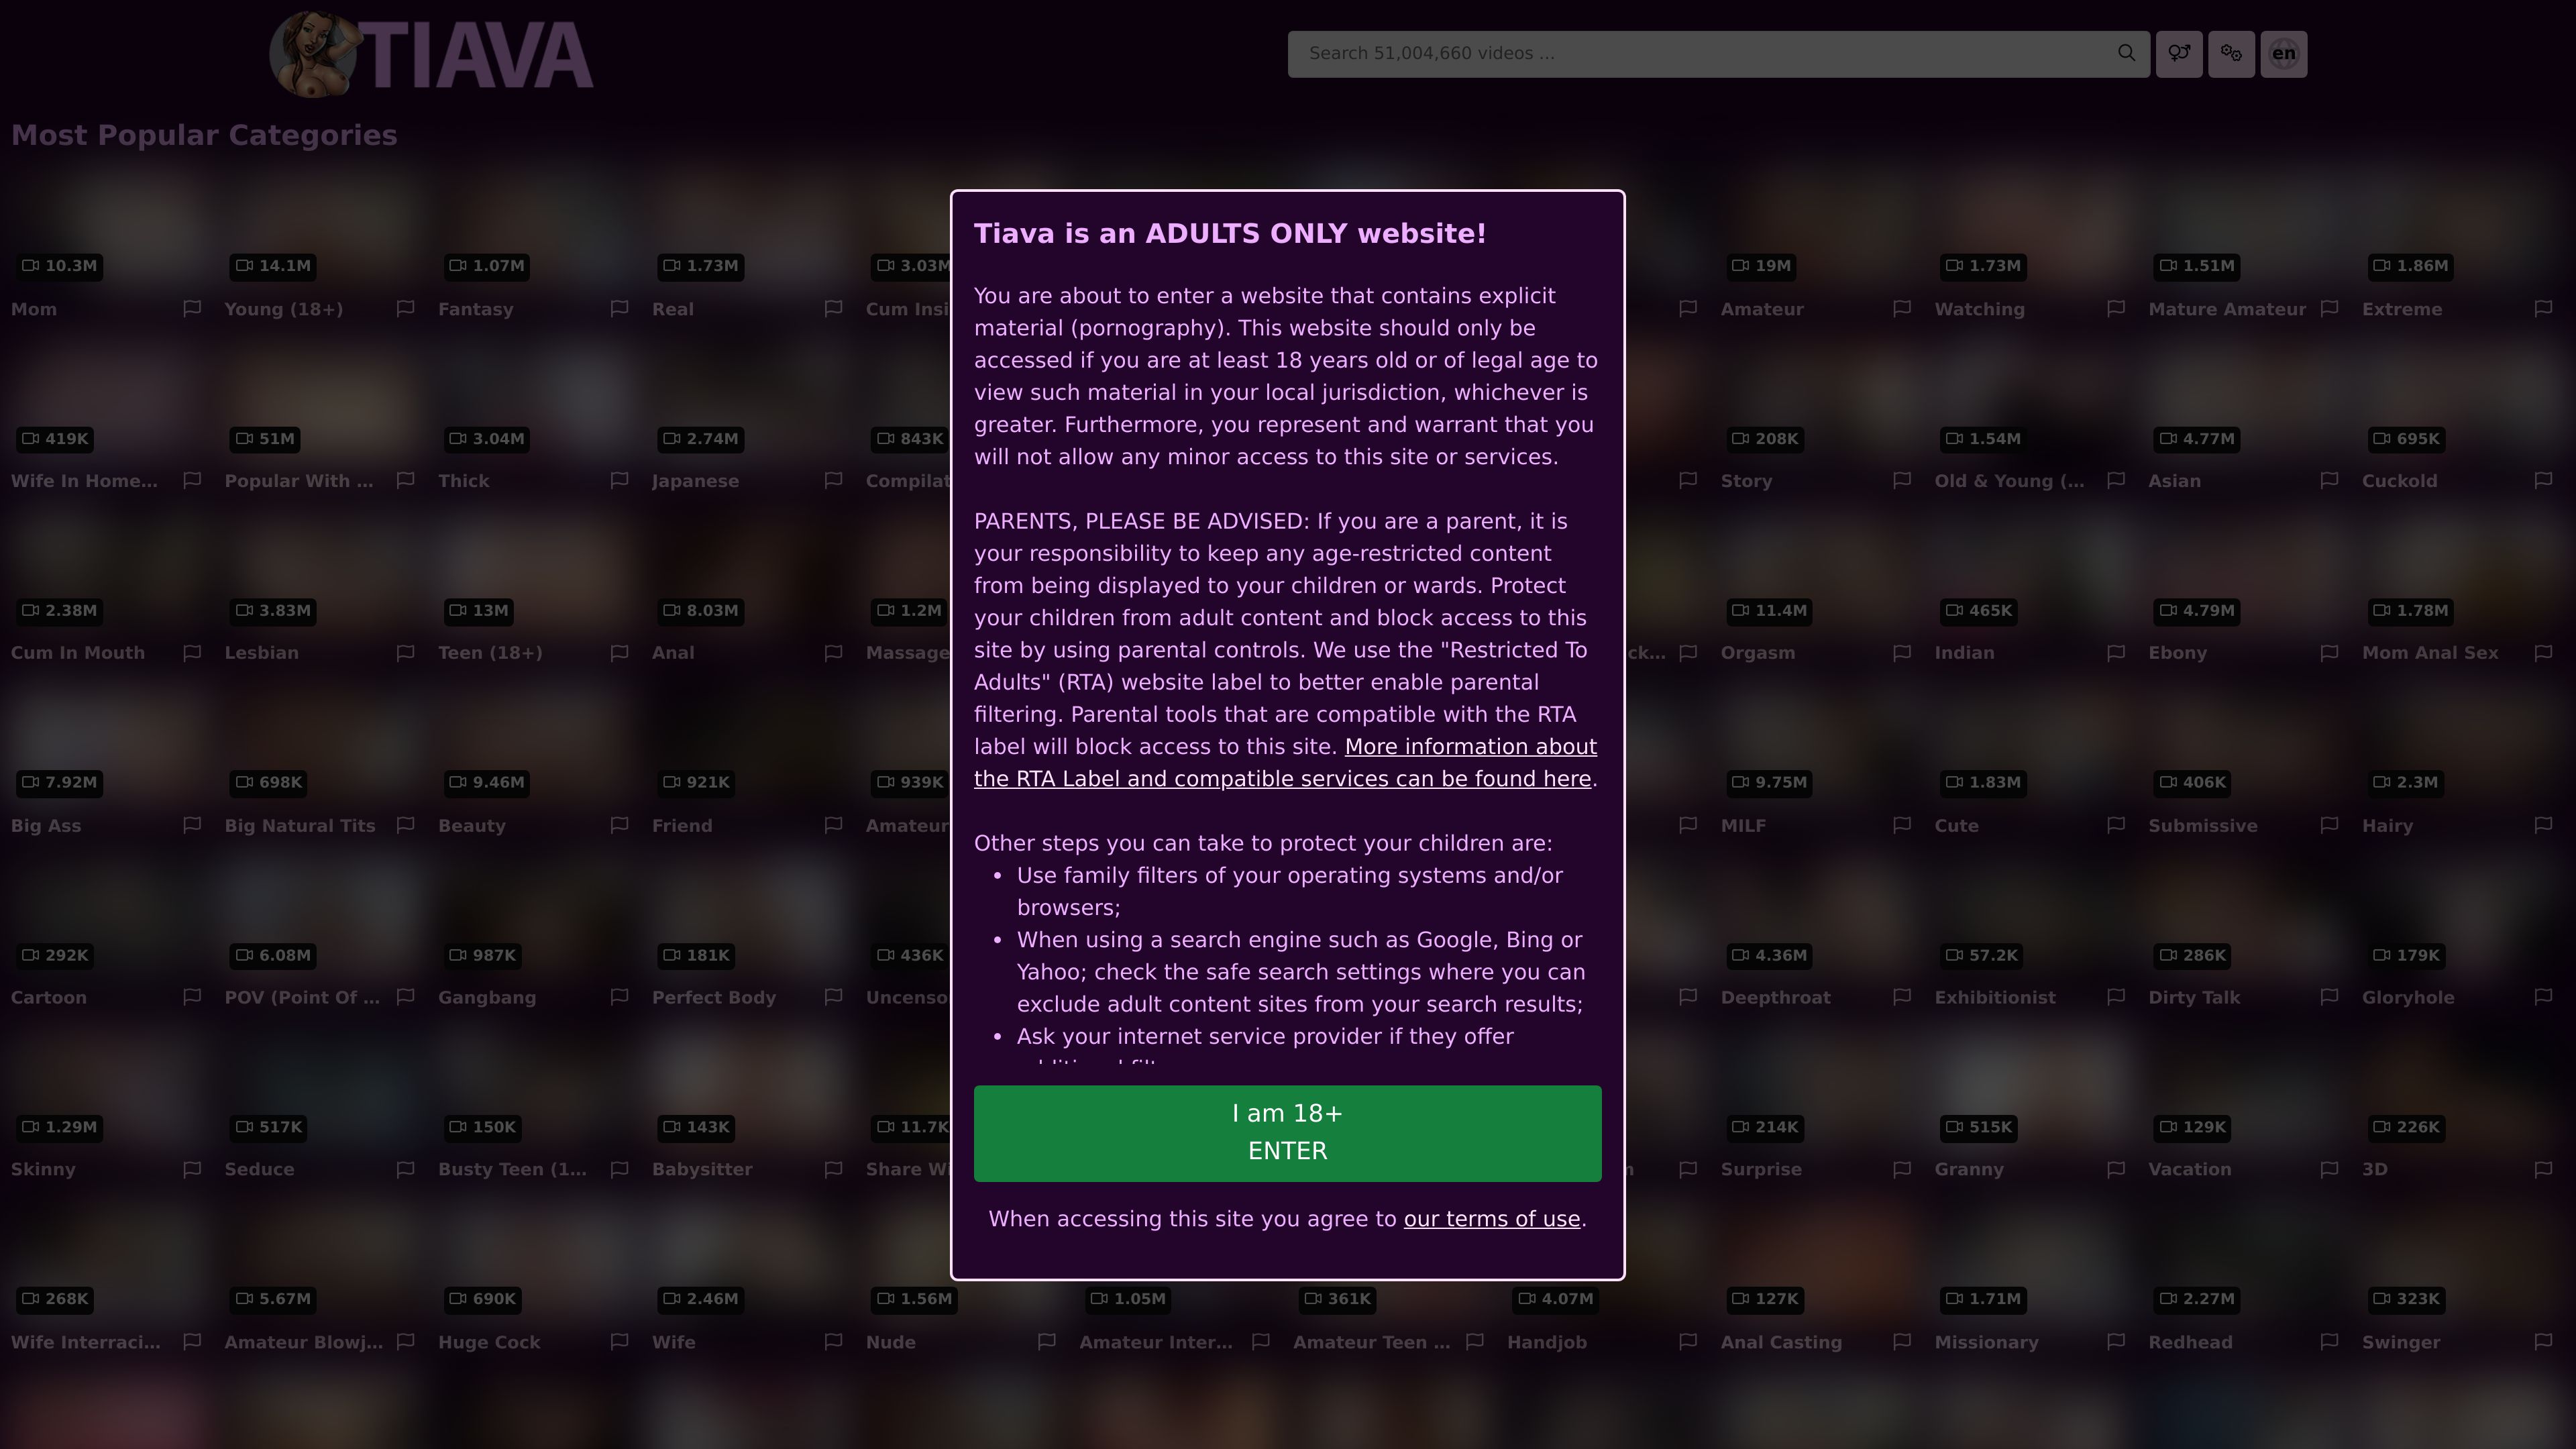 TIAVA
Search 51,004,660 videos ...
en
Most Popular Categories
Tiava is an ADULTS ONLY website!
You are about to enter a website that contains explicit
material (pornography). This website should only be
accessed if you are at least 18 years old or of legal age to
view such material in your local jurisdiction, whichever is
greater. Furthermore, you represent and warrant that you
will not allow any minor access to this site or services.
PARENTS, PLEASE BE ADVISED: If you are a parent, it is
your responsibility to keep any age-restricted content
from being displayed to your children or wards. Protect
your children from adult content and block access to this
site by using parental controls. We use the "Restricted To
Adults" (RTA) website label to better enable parental
filtering. Parental tools that are compatible with the RTA
label will block access to this site. More information about
the RTA Label and compatible services can be found here.
Other steps you can take to protect your children are:
• Use family filters of your operating systems and/or
browsers;
• When using a search engine such as Google, Bing or
Yahoo; check the safe search settings where you can
exclude adult content sites from your search results;
• Ask your internet service provider if they offer
I am 18+
ENTER
When accessing this site you agree to our terms of use.
10.3M 14.1M 1.07M 1.73M 3.03M 19M 1.73M 1.51M 1.86M
Mom Young (18+) Fantasy Real Cum Insi Amateur Watching Mature Amateur Extreme
419K 51M 3.04M 2.74M 843K 208K 1.54M 4.77M 695K
Wife In Home... Popular With ... Thick Japanese Compilat Story Old & Young (... Asian Cuckold
2.38M 3.83M 13M 8.03M 1.2M 11.4M 465K 4.79M 1.78M
Cum In Mouth Lesbian Teen (18+) Anal Massage ck... Orgasm Indian Ebony Mom Anal Sex
7.92M 698K 9.46M 921K 939K 9.75M 1.83M 406K 2.3M
Big Ass Big Natural Tits Beauty Friend Amateur MILF Cute Submissive Hairy
292K 6.08M 987K 181K 436K 4.36M 57.2K 286K 179K
Cartoon POV (Point Of ... Gangbang Perfect Body Uncenso Deepthroat Exhibitionist Dirty Talk Gloryhole
1.29M 517K 150K 143K 11.7K 214K 515K 129K 226K
Skinny Seduce Busty Teen (1... Babysitter Share Wi Surprise Granny Vacation 3D
268K 5.67M 690K 2.46M 1.56M 1.05M 361K 4.07M 127K 1.71M 2.27M 323K
Wife Interraci... Amateur Blowj... Huge Cock Wife Nude Amateur Inter... Amateur Teen ... Handjob Anal Casting Missionary Redhead Swinger